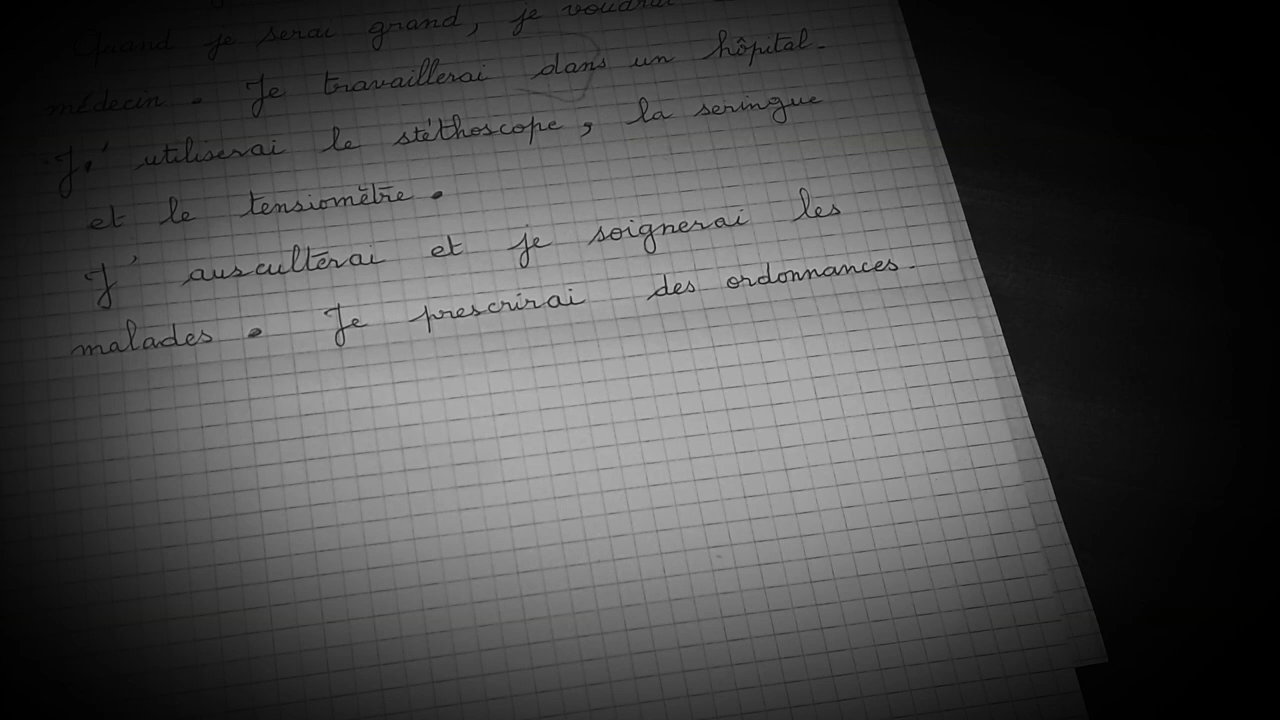 Quand je serai grand, je voudrai
médecin. Je travaillerai dans un hôpital.
J' utiliserai le stéthoscope, la seringue
et le tensiomètre.
J' ausculterai et je soignerai les
malades. Je prescrirai des ordonnances.